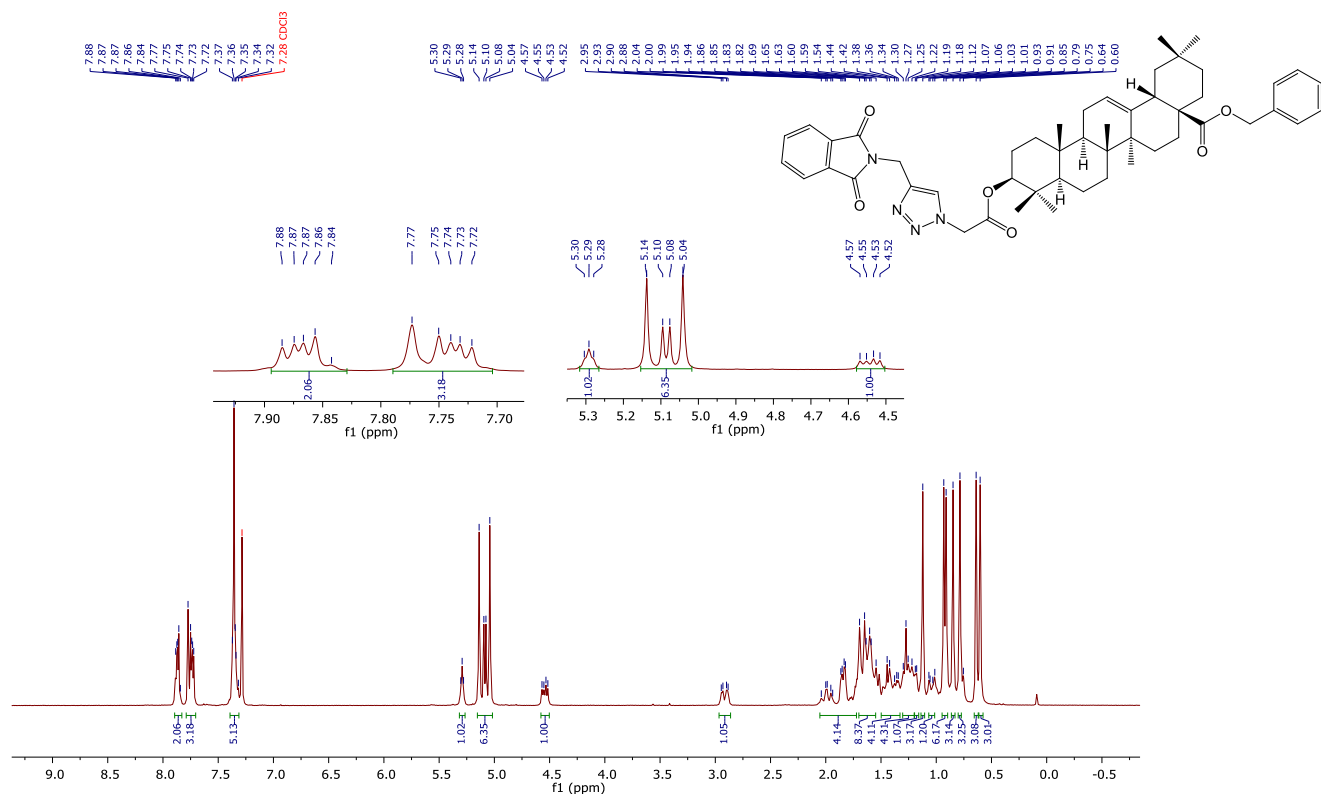 7.88 7.87 7.87 7.86 7.84 7.77 7.75 7.74 7.73 7.72 7.37 7.36 7.35 7.34 7.32 7.28 CDCl3 5.30 5.29 5.28 5.14 5.10 5.08 5.04 4.57 4.55 4.53 4.52 2.95 2.93 2.90 2.88 2.04 2.00 1.99 1.95 1.94 1.86 1.85 1.83 1.82 1.69 1.65 1.63 1.60 1.59 1.54 1.44 1.42 1.38 1.36 1.34 1.30 1.27 1.25 1.22 1.19 1.18 1.12 1.07 1.06 1.03 1.01 0.93 0.91 0.85 0.79 0.75 0.64 0.60
H
O
O
O
N
O
H
O
H
N
N
N
O
O
7.88 7.87 7.87 7.86 7.84 7.77 7.75 7.74 7.73 7.72
5.30 5.29 5.28 5.14 5.10 5.08 5.04 4.57 4.55 4.53 4.52
2.06 3.18
1.02 6.35 1.00
7.90 7.85 7.80 7.75 7.70
f1 (ppm)
5.3 5.2 5.1 5.0 4.9 4.8 4.7 4.6 4.5
f1 (ppm)
2.06 3.18 5.13 1.02 6.35 1.00 1.05 4.14 8.37 4.11 4.31 1.07 3.17 1.20 6.17 3.14 3.25 3.08 3.01
9.0 8.5 8.0 7.5 7.0 6.5 6.0 5.5 5.0 4.5 4.0 3.5 3.0 2.5 2.0 1.5 1.0 0.5 0.0 -0.5
f1 (ppm)